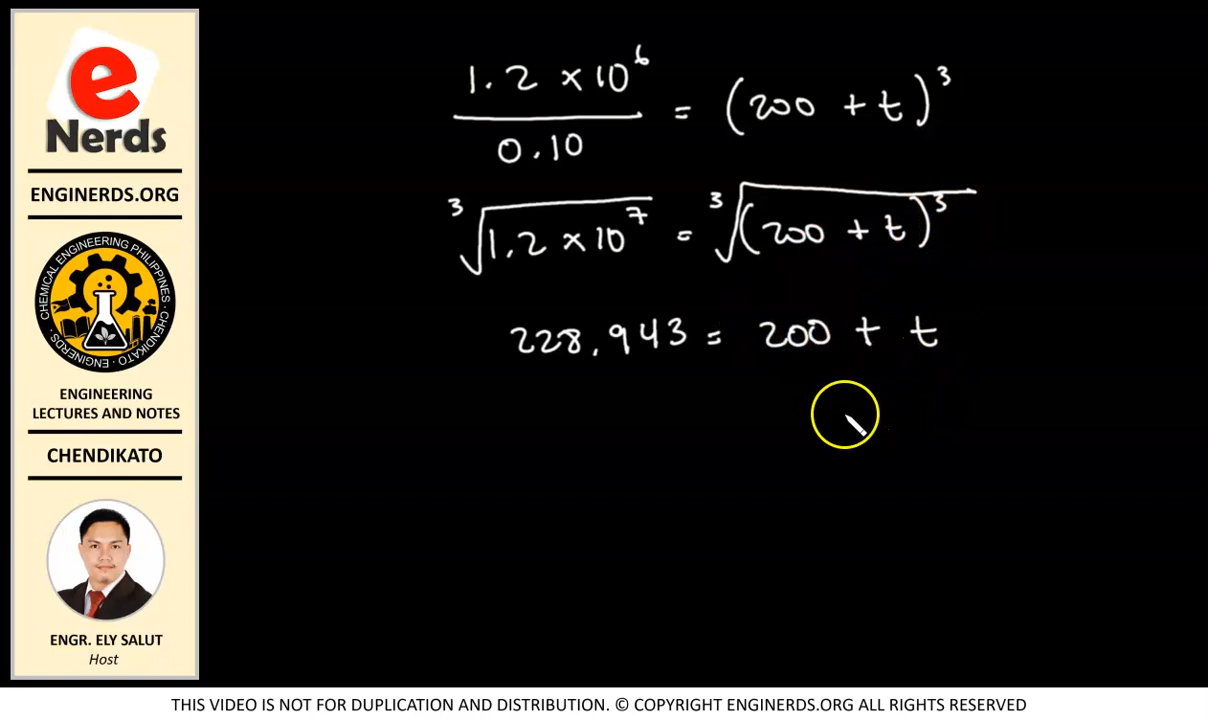 e
Nerds
ENGINERDS.ORG
CHEMICAL ENGINEERING PHILIPPINES
· CHENDIKATO · ENGINERDS ·
ENGINEERING
LECTURES AND NOTES
CHENDIKATO
ENGR. ELY SALUT
Host
1.2 × 10⁶ / 0.10 = (200 + t)³
³√1.2 × 10⁷ = ³√(200 + t)³
228.943 = 200 + t
THIS VIDEO IS NOT FOR DUPLICATION AND DISTRIBUTION. © COPYRIGHT ENGINERDS.ORG ALL RIGHTS RESERVED